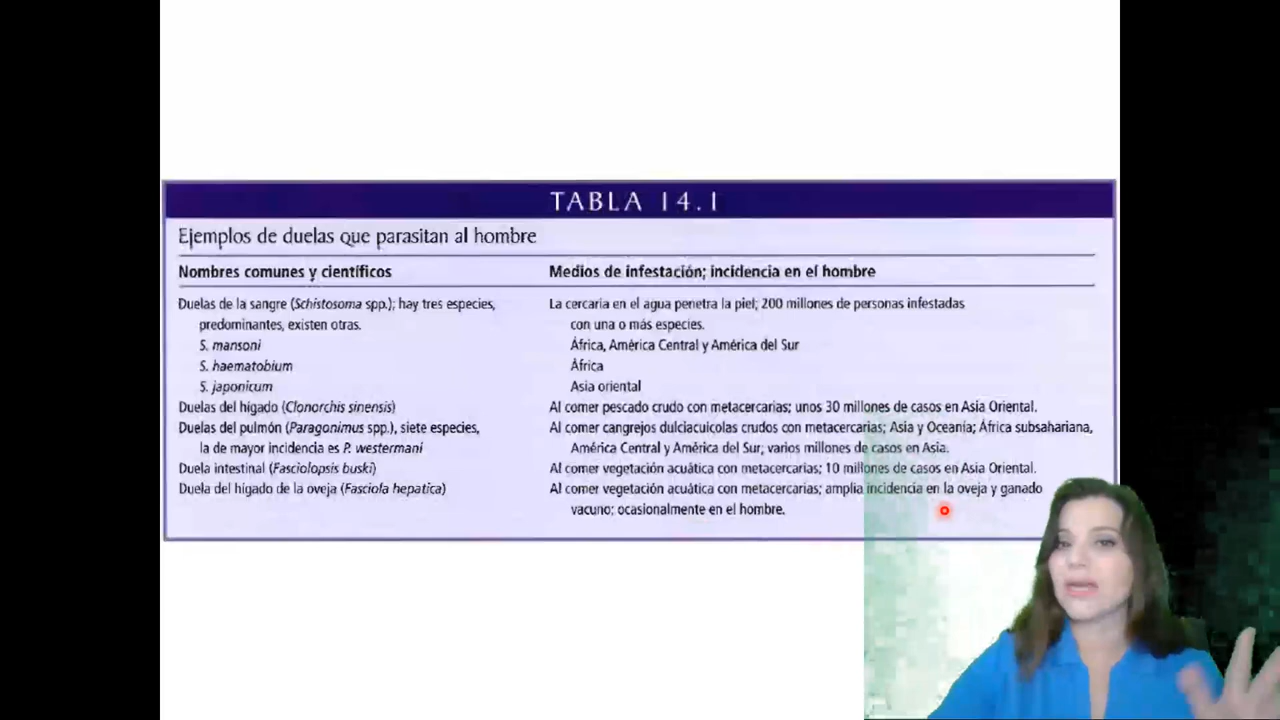 TABLA 14.1
Ejemplos de duelas que parasitan al hombre
Nombres comunes y científicos Medios de infestación; incidencia en el hombre
Duelas de la sangre (Schistosoma spp.); hay tres especies, La cercaria en el agua penetra la piel; 200 millones de personas infestadas
predominantes, existen otras. con una o más especies.
S. mansoni África, América Central y América del Sur
S. haematobium África
S. japonicum Asia oriental
Duelas del hígado (Clonorchis sinensis) Al comer pescado crudo con metacercarias; unos 30 millones de casos en Asia Oriental.
Duelas del pulmón (Paragonimus spp.), siete especies, Al comer cangrejos dulciacuicolas crudos con metacercarias; Asia y Oceanía; África subsahariana,
la de mayor incidencia es P. westermani América Central y América del Sur; varios millones de casos en Asia.
Duela intestinal (Fasciolopsis buski) Al comer vegetación acuática con metacercarias; 10 millones de casos en Asia Oriental.
Duela del hígado de la oveja (Fasciola hepatica) Al comer vegetación acuática con metacercarias; amplia incidencia en la oveja y ganado
vacuno; ocasionalmente en el hombre.